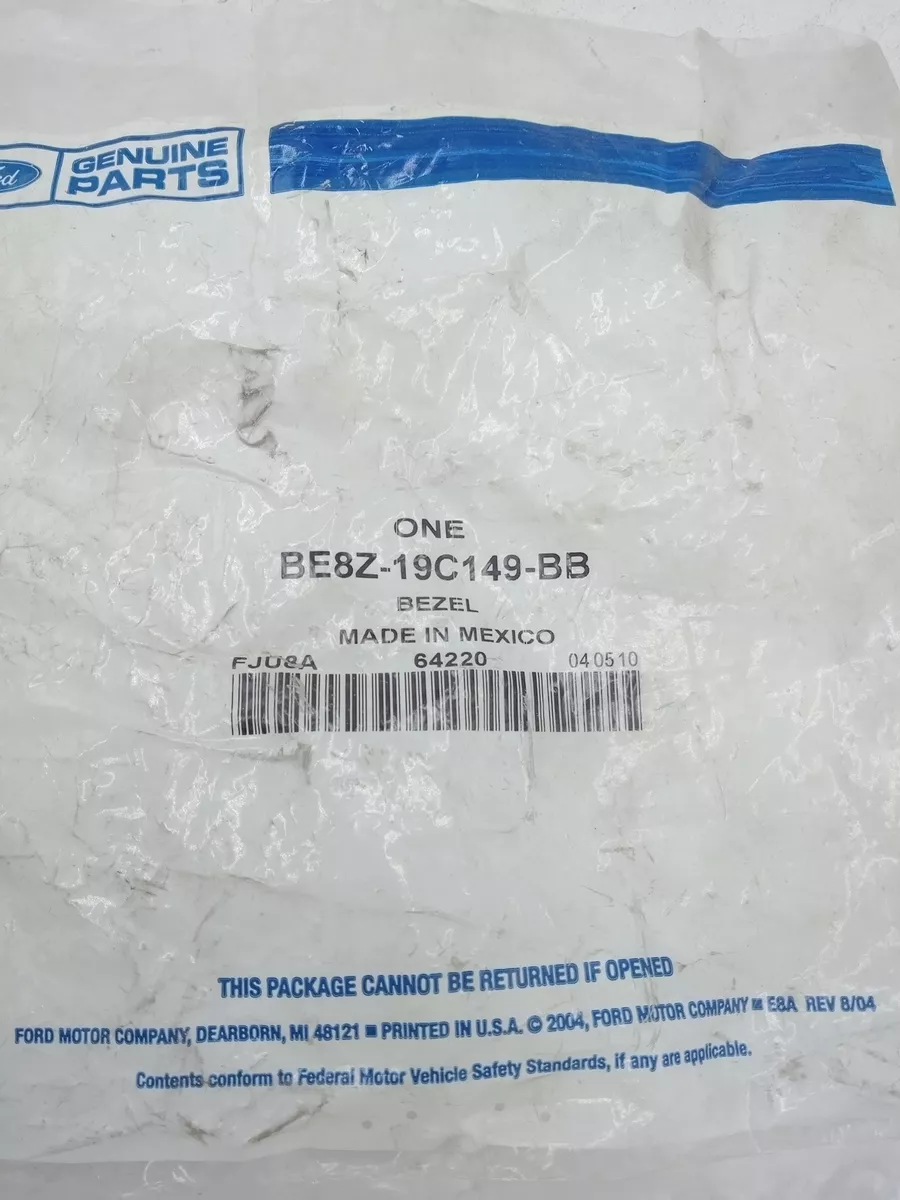 GENUINE
PARTS
ONE
BE8Z-19C149-BB
BEZEL
MADE IN MEXICO
FJU8A 64220 040510
THIS PACKAGE CANNOT BE RETURNED IF OPENED
FORD MOTOR COMPANY, DEARBORN, MI 48121 ■ PRINTED IN U.S.A. © 2004, FORD MOTOR COMPANY ■ E8A REV 8/04
Contents conform to Federal Motor Vehicle Safety Standards, if any are applicable.